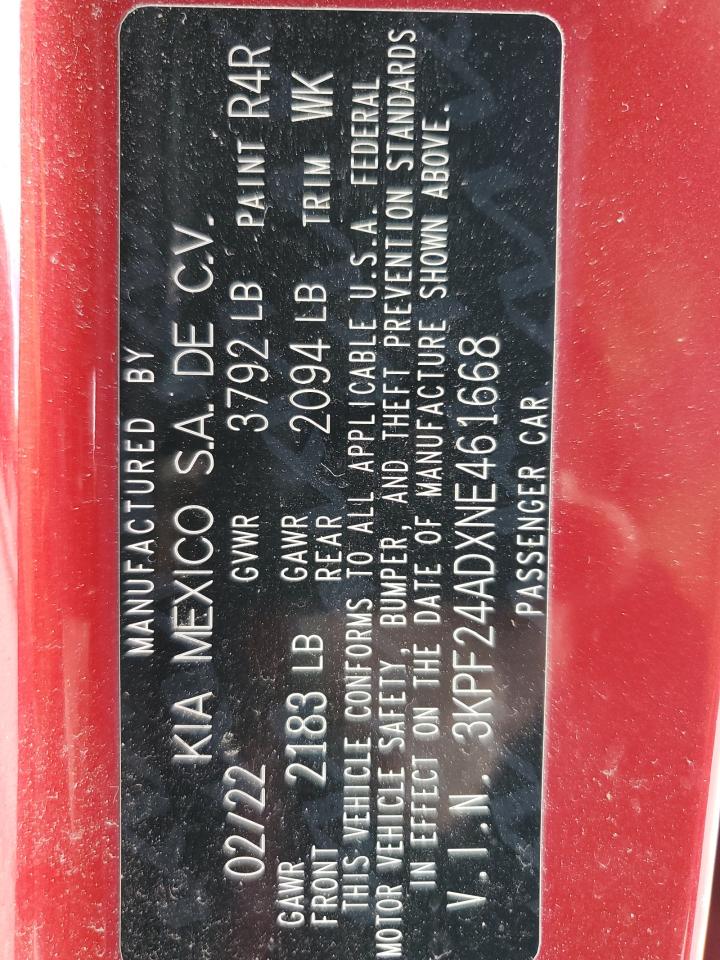 MANUFACTURED BY
KIA MEXICO S.A. DE C.V.
02/22 GVWR 3792 LB PAINT R4R
GAWR FRONT 2183 LB GAWR REAR 2094 LB TRIM WK
THIS VEHICLE CONFORMS TO ALL APPLICABLE U.S.A. FEDERAL
MOTOR VEHICLE SAFETY, BUMPER, AND THEFT PREVENTION STANDARDS
IN EFFECT ON THE DATE OF MANUFACTURE SHOWN ABOVE.
V.I.N. 3KPF24ADXNE461668
PASSENGER CAR